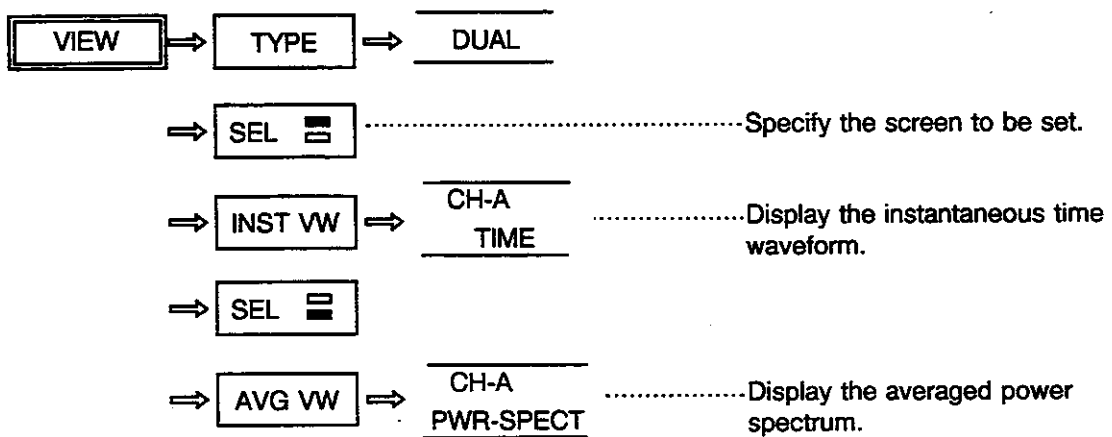 VIEW TYPE DUAL
SEL Specify the screen to be set.
INST VW CH-A TIME Display the instantaneous time
waveform.
SEL
AVG VW CH-A PWR-SPECT Display the averaged power
spectrum.